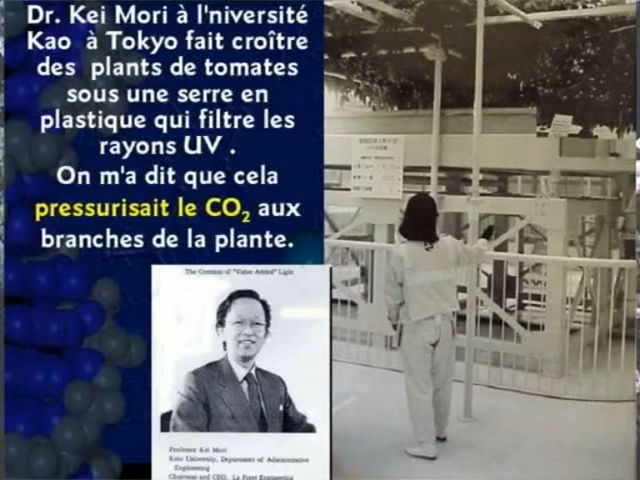 Dr. Kei Mori à l'niversité
Kao à Tokyo fait croître
des plants de tomates
sous une serre en
plastique qui filtre les
rayons UV .
On m'a dit que cela
pressurisait le CO₂ aux
branches de la plante.
The Creation of "Value Added" Light
Professor Kei Mori
Keio University, Department of Administrative
Engineering
Chairman and CEO, La Foret Engineering